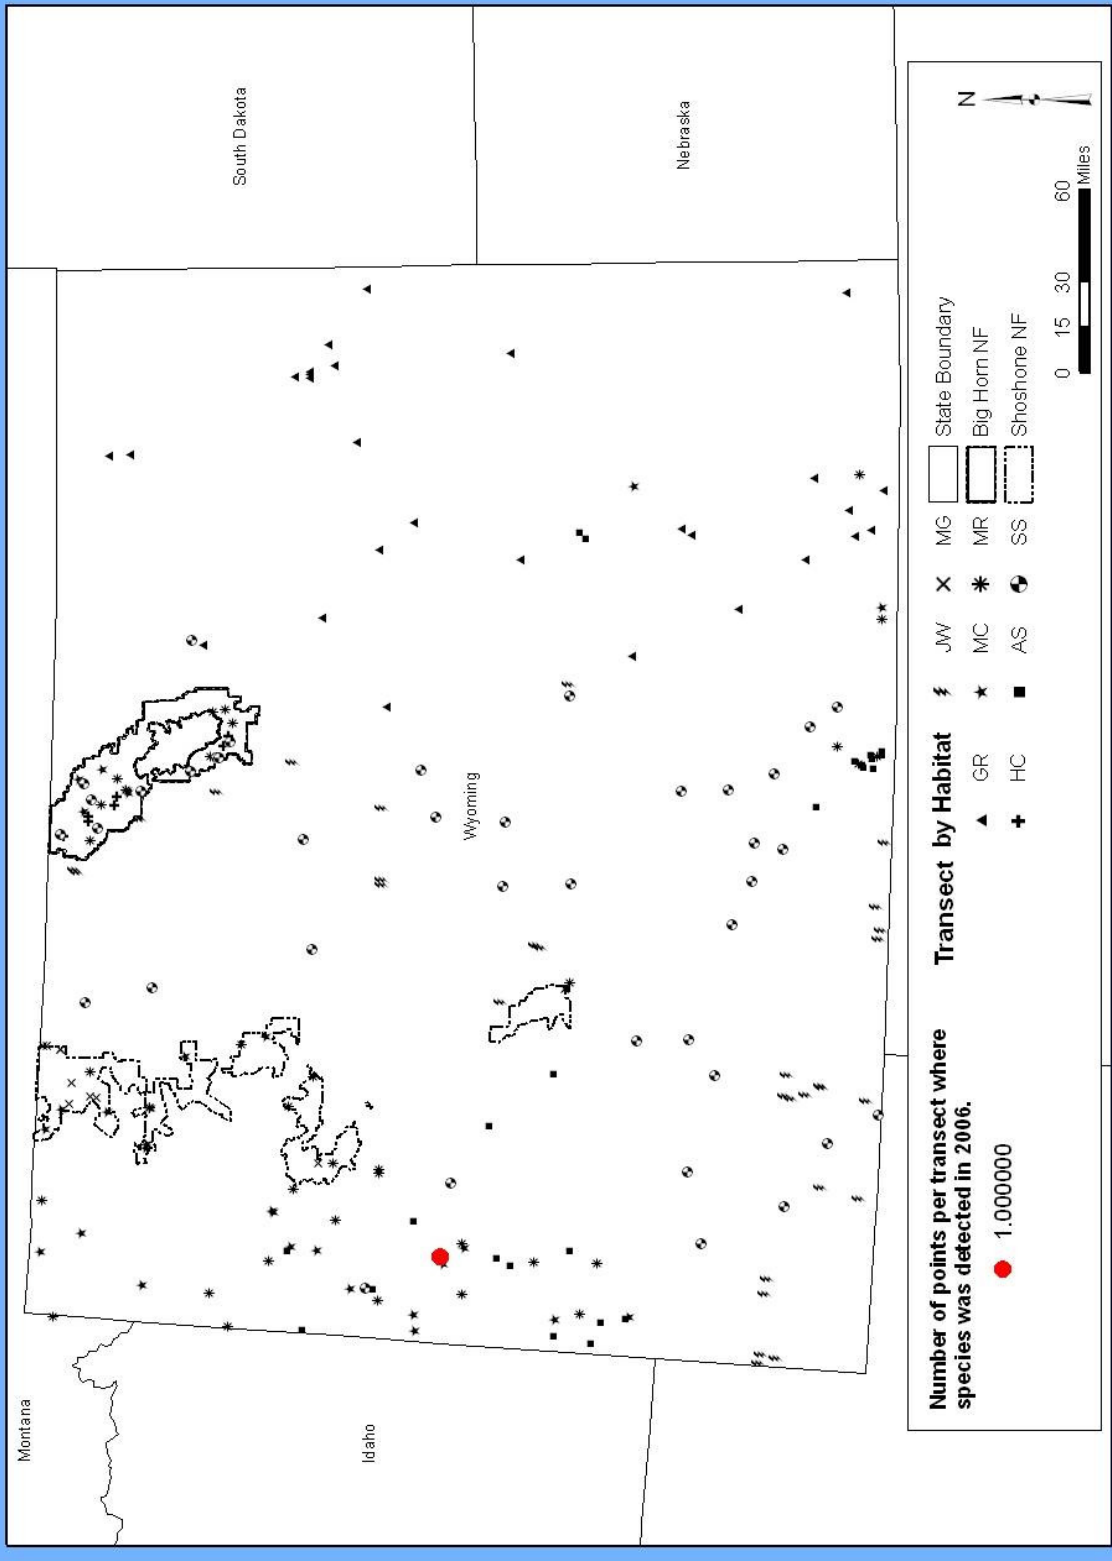 Montana
South Dakota
Idaho
Wyoming
Nebraska
Number of points per transect where
species was detected in 2006.
1.000000
Transect by Habitat
GR
JW
MG
HC
MC
MR
AS
SS
State Boundary
Big Horn NF
Shoshone NF
N
0 15 30 60
Miles